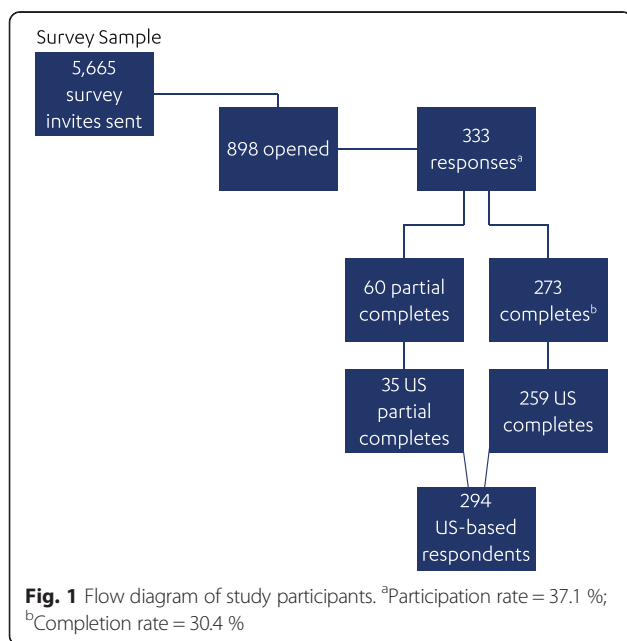 Survey Sample
5,665
survey
invites sent
898 opened
333
responsesᵃ
60 partial
completes
273
completesᵇ
35 US
partial
completes
259 US
completes
294
US-based
respondents
Fig. 1 Flow diagram of study participants. ᵃParticipation rate = 37.1 %;
ᵇCompletion rate = 30.4 %